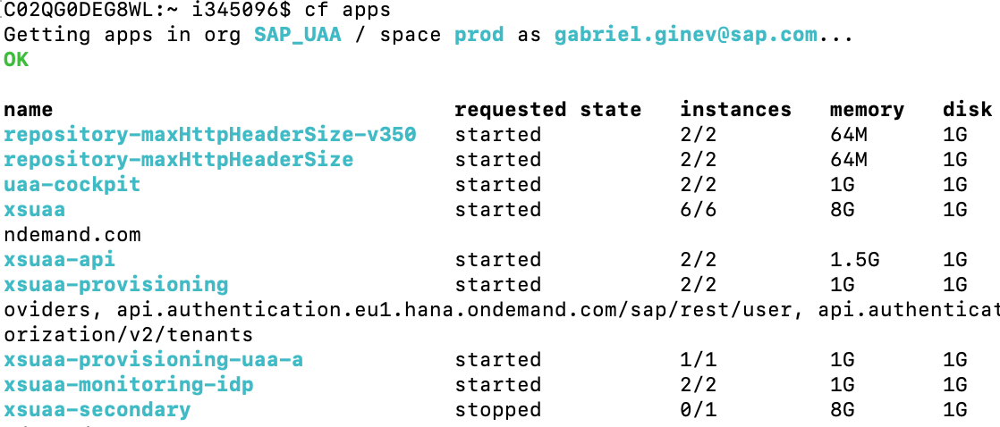 C02QG0DEG8WL:~ i345096$ cf apps
Getting apps in org SAP_UAA / space prod as gabriel.ginev@sap.com...
OK
name requested state instances memory disk
repository-maxHttpHeaderSize-v350 started 2/2 64M 1G
repository-maxHttpHeaderSize started 2/2 64M 1G
uaa-cockpit started 2/2 1G 1G
xsuaa started 6/6 8G 1G
ndemand.com
xsuaa-api started 2/2 1.5G 1G
xsuaa-provisioning started 2/2 1G 1G
oviders, api.authentication.eu1.hana.ondemand.com/sap/rest/user, api.authenticat
orization/v2/tenants
xsuaa-provisioning-uaa-a started 1/1 1G 1G
xsuaa-monitoring-idp started 2/2 1G 1G
xsuaa-secondary stopped 0/1 8G 1G